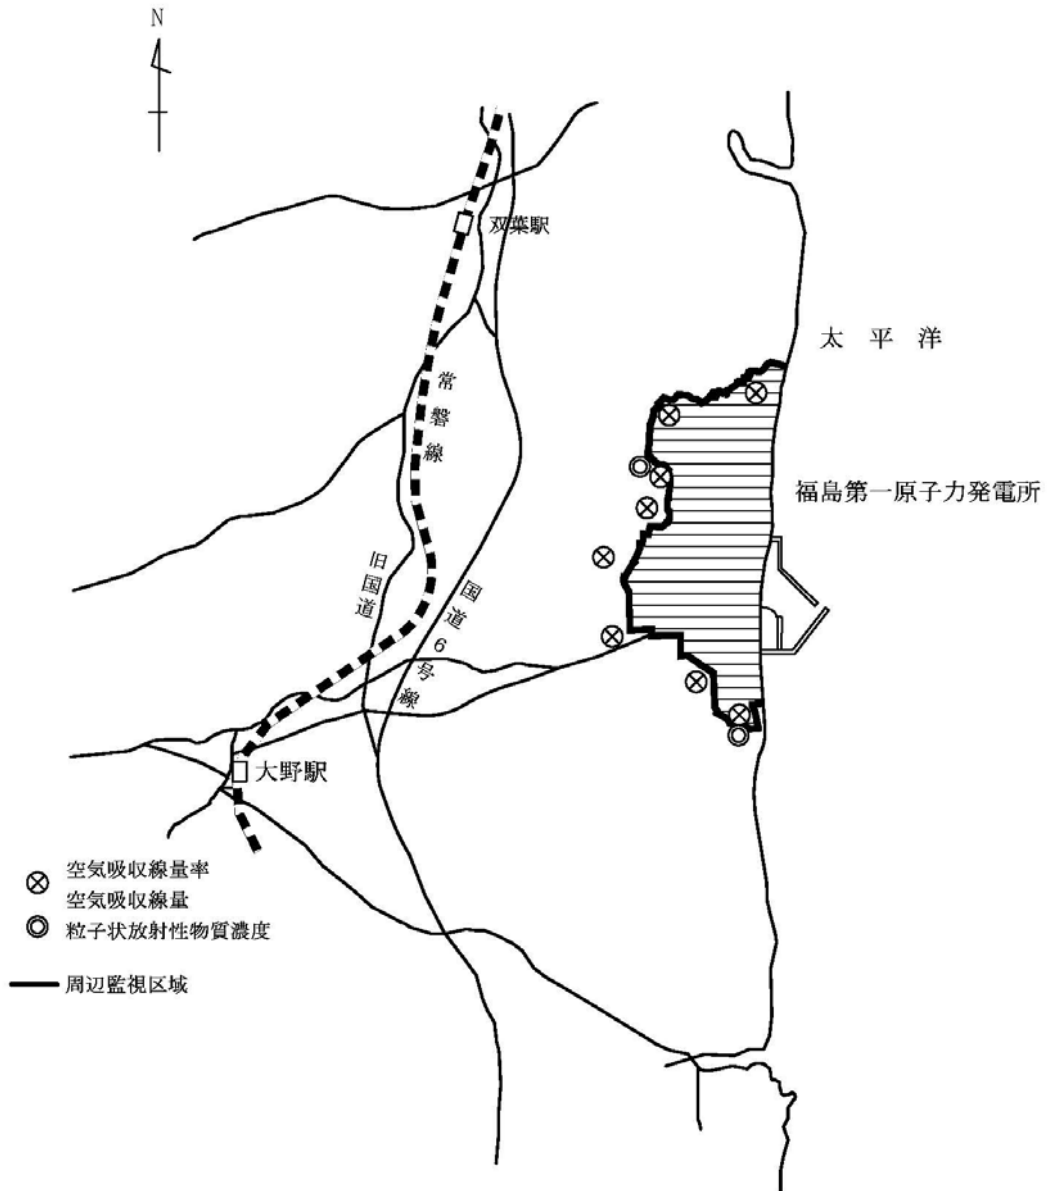 N
双葉駅
太平洋
常磐線
福島第一原子力発電所
旧国道
国道6号線
大野駅
空気吸収線量率
空気吸収線量
粒子状放射性物質濃度
周辺監視区域